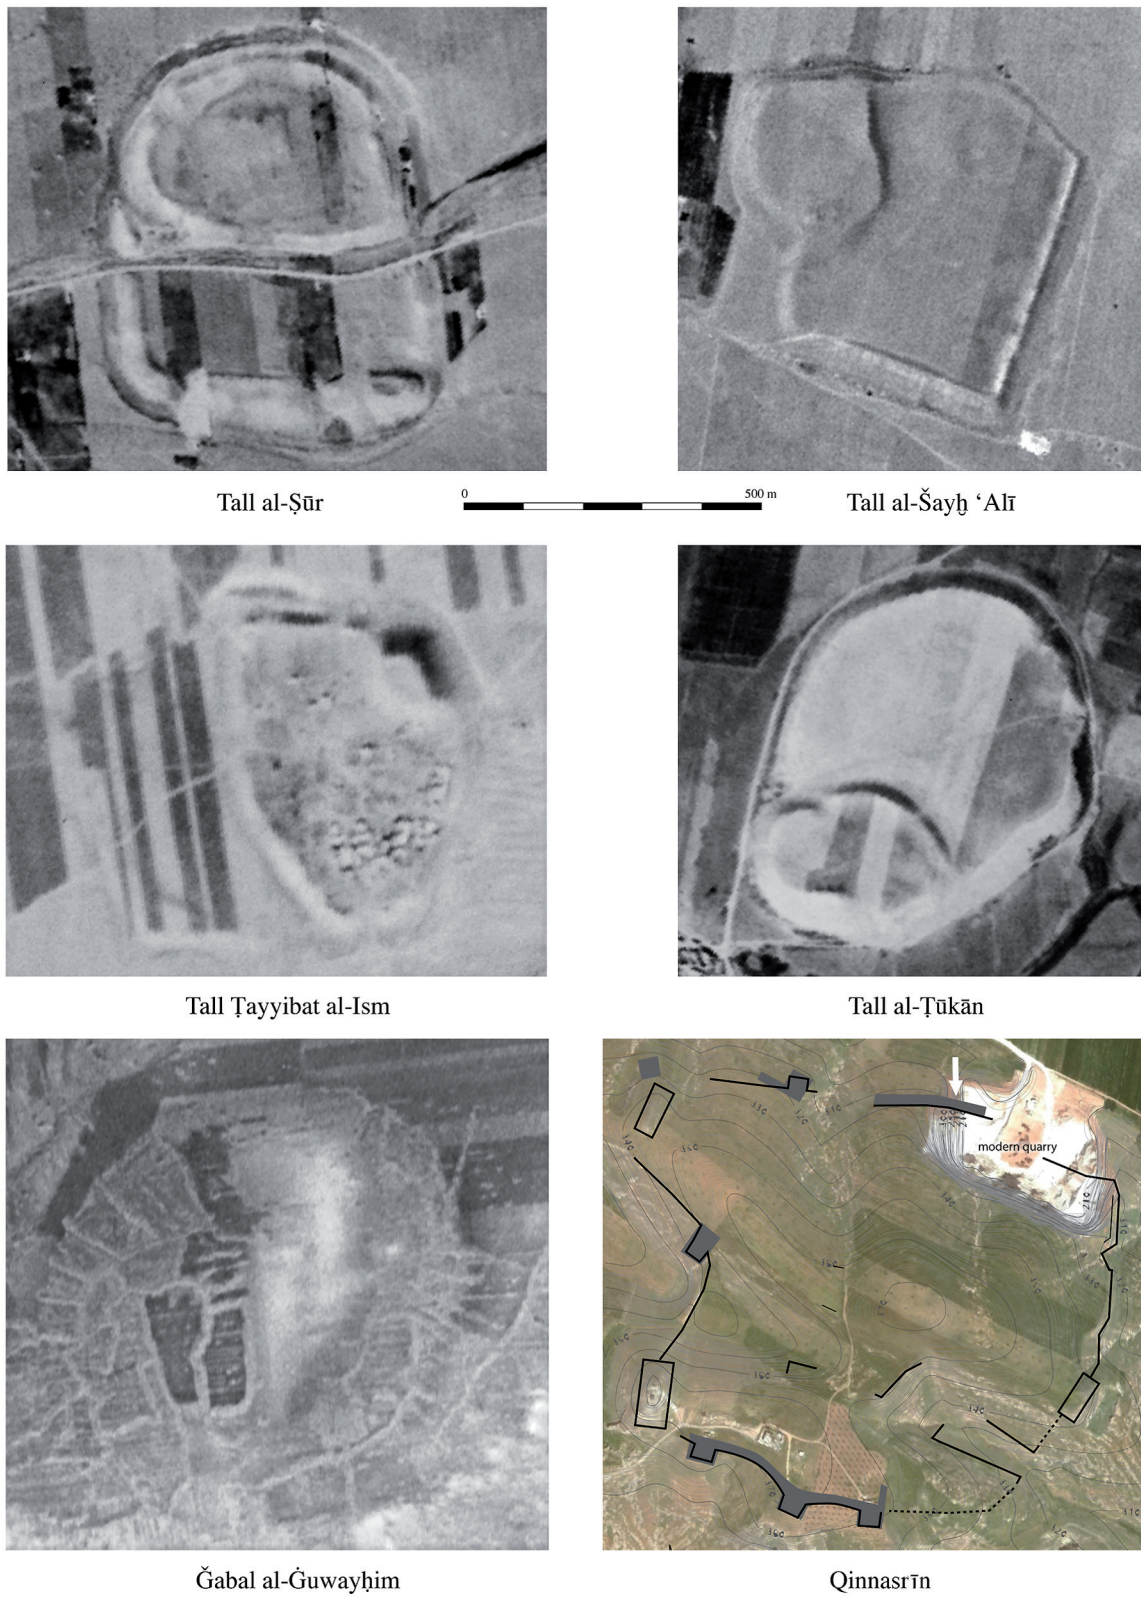 Tall al-Ṣūr
0 500 m
Tall al-Šayḫ ‘Alī
Tall Ṭayyibat al-Ism
Tall al-Ṭūkān
modern quarry
Ǧabal al-Ġuwayḥim
Qinnasrīn